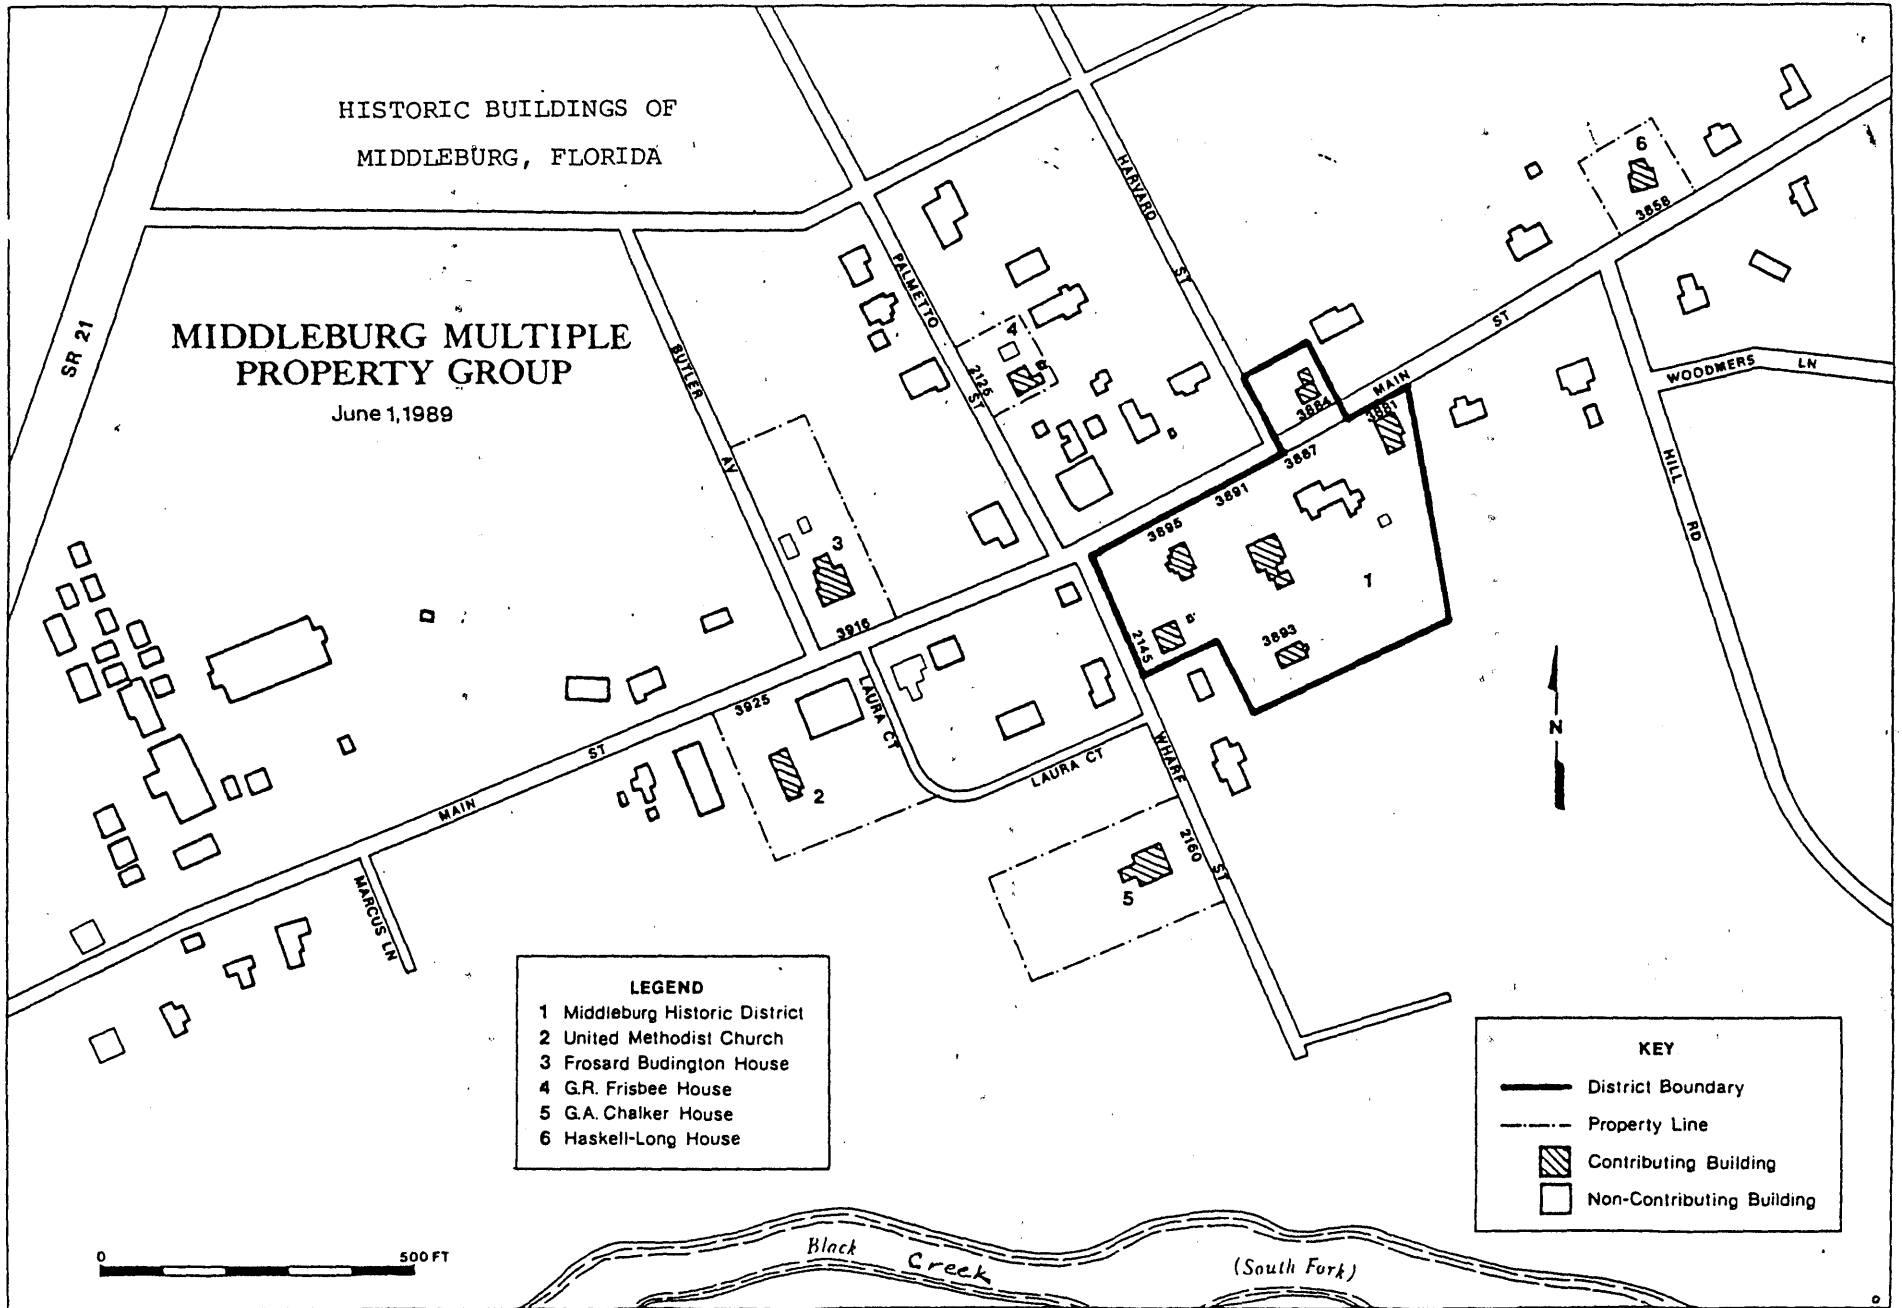 HISTORIC BUILDINGS OF
MIDDLEBURG, FLORIDA
MIDDLEBURG MULTIPLE
PROPERTY GROUP
June 1, 1989
SR 21
BUTLER AV
PALMETTO ST
2125
HARVARD ST
MAIN ST
HILL RD
WOODMERS LN
6
3858
4
3884
3881
3887
3891
3895
1
2145
3893
3
3916
3925
2
LAURA CT
LAURA CT
WHARF ST
2160
5
MAIN ST
MARCUS LN
N
LEGEND
1 Middleburg Historic District
2 United Methodist Church
3 Frosard Budington House
4 G.R. Frisbee House
5 G.A. Chalker House
6 Haskell-Long House
KEY
District Boundary
Property Line
Contributing Building
Non-Contributing Building
0 500 FT
Black Creek (South Fork)